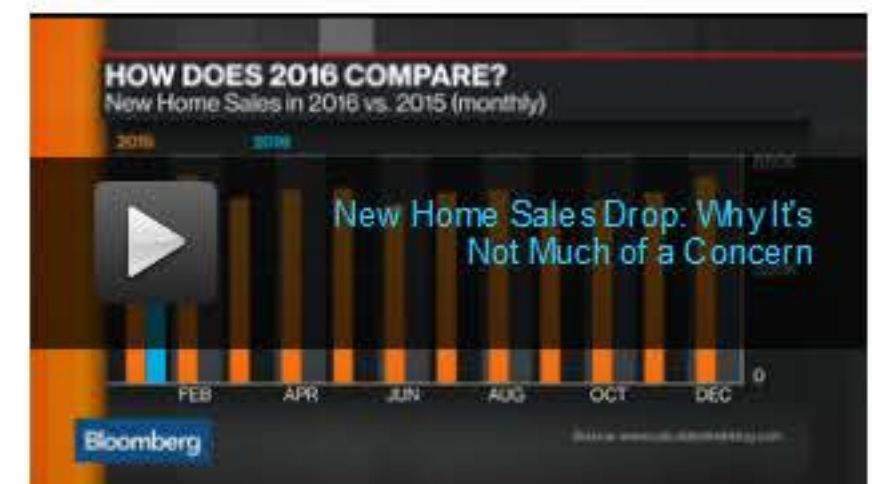 HOW DOES 2016 COMPARE?
New Home Sales in 2016 vs. 2015 (monthly)
2015 2016
New Home Sales Drop: Why It's
Not Much of a Concern
0
FEB APR JUN AUG OCT DEC
Bloomberg